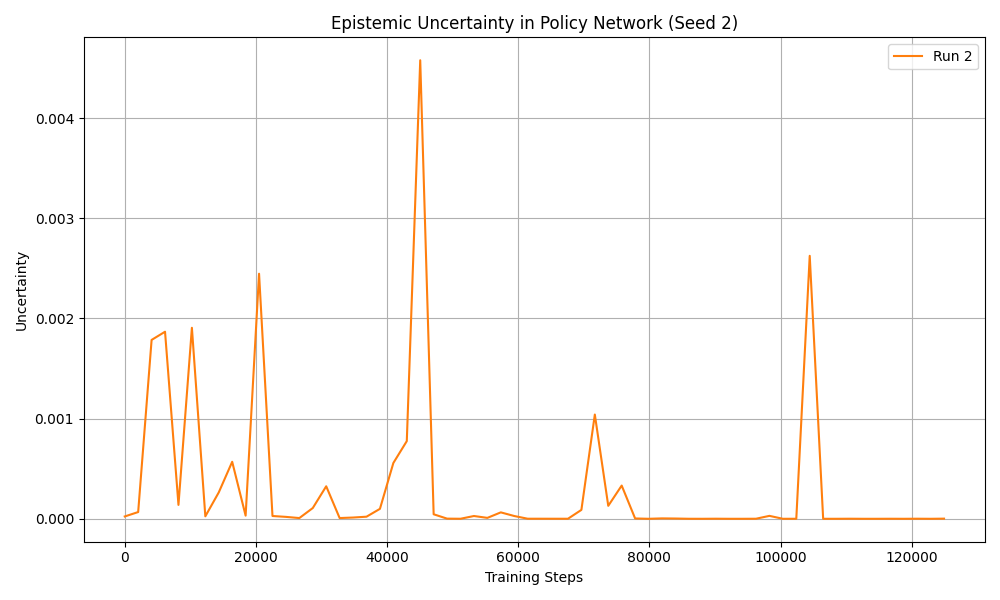 Epistemic Uncertainty in Policy Network (Seed 2)
Run 2
0.004
0.003
0.002
0.001
0.000
Uncertainty
0 20000 40000 60000 80000 100000 120000
Training Steps